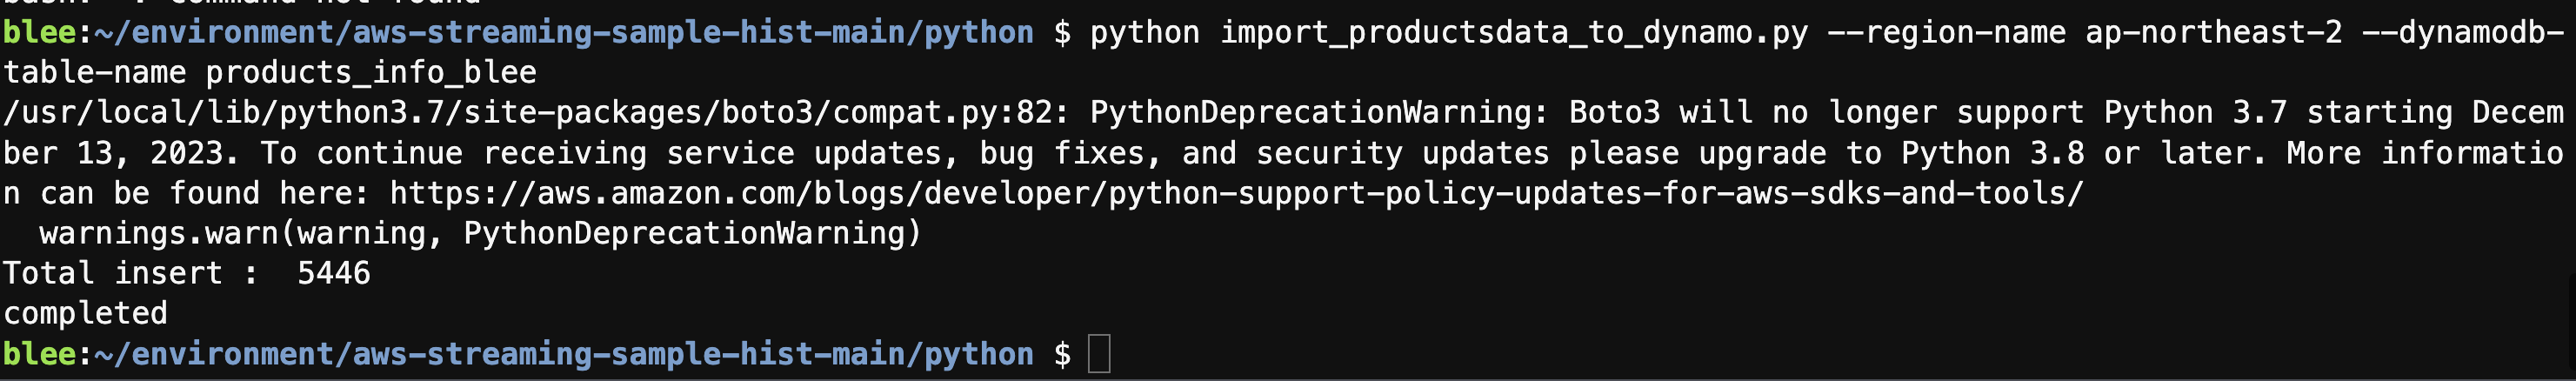 blee:~/environment/aws-streaming-sample-hist-main/python $ python import_productsdata_to_dynamo.py --region-name ap-northeast-2 --dynamodb-
table-name products_info_blee
/usr/local/lib/python3.7/site-packages/boto3/compat.py:82: PythonDeprecationWarning: Boto3 will no longer support Python 3.7 starting Decem
ber 13, 2023. To continue receiving service updates, bug fixes, and security updates please upgrade to Python 3.8 or later. More informatio
n can be found here: https://aws.amazon.com/blogs/developer/python-support-policy-updates-for-aws-sdks-and-tools/
  warnings.warn(warning, PythonDeprecationWarning)
Total insert :  5446
completed
blee:~/environment/aws-streaming-sample-hist-main/python $